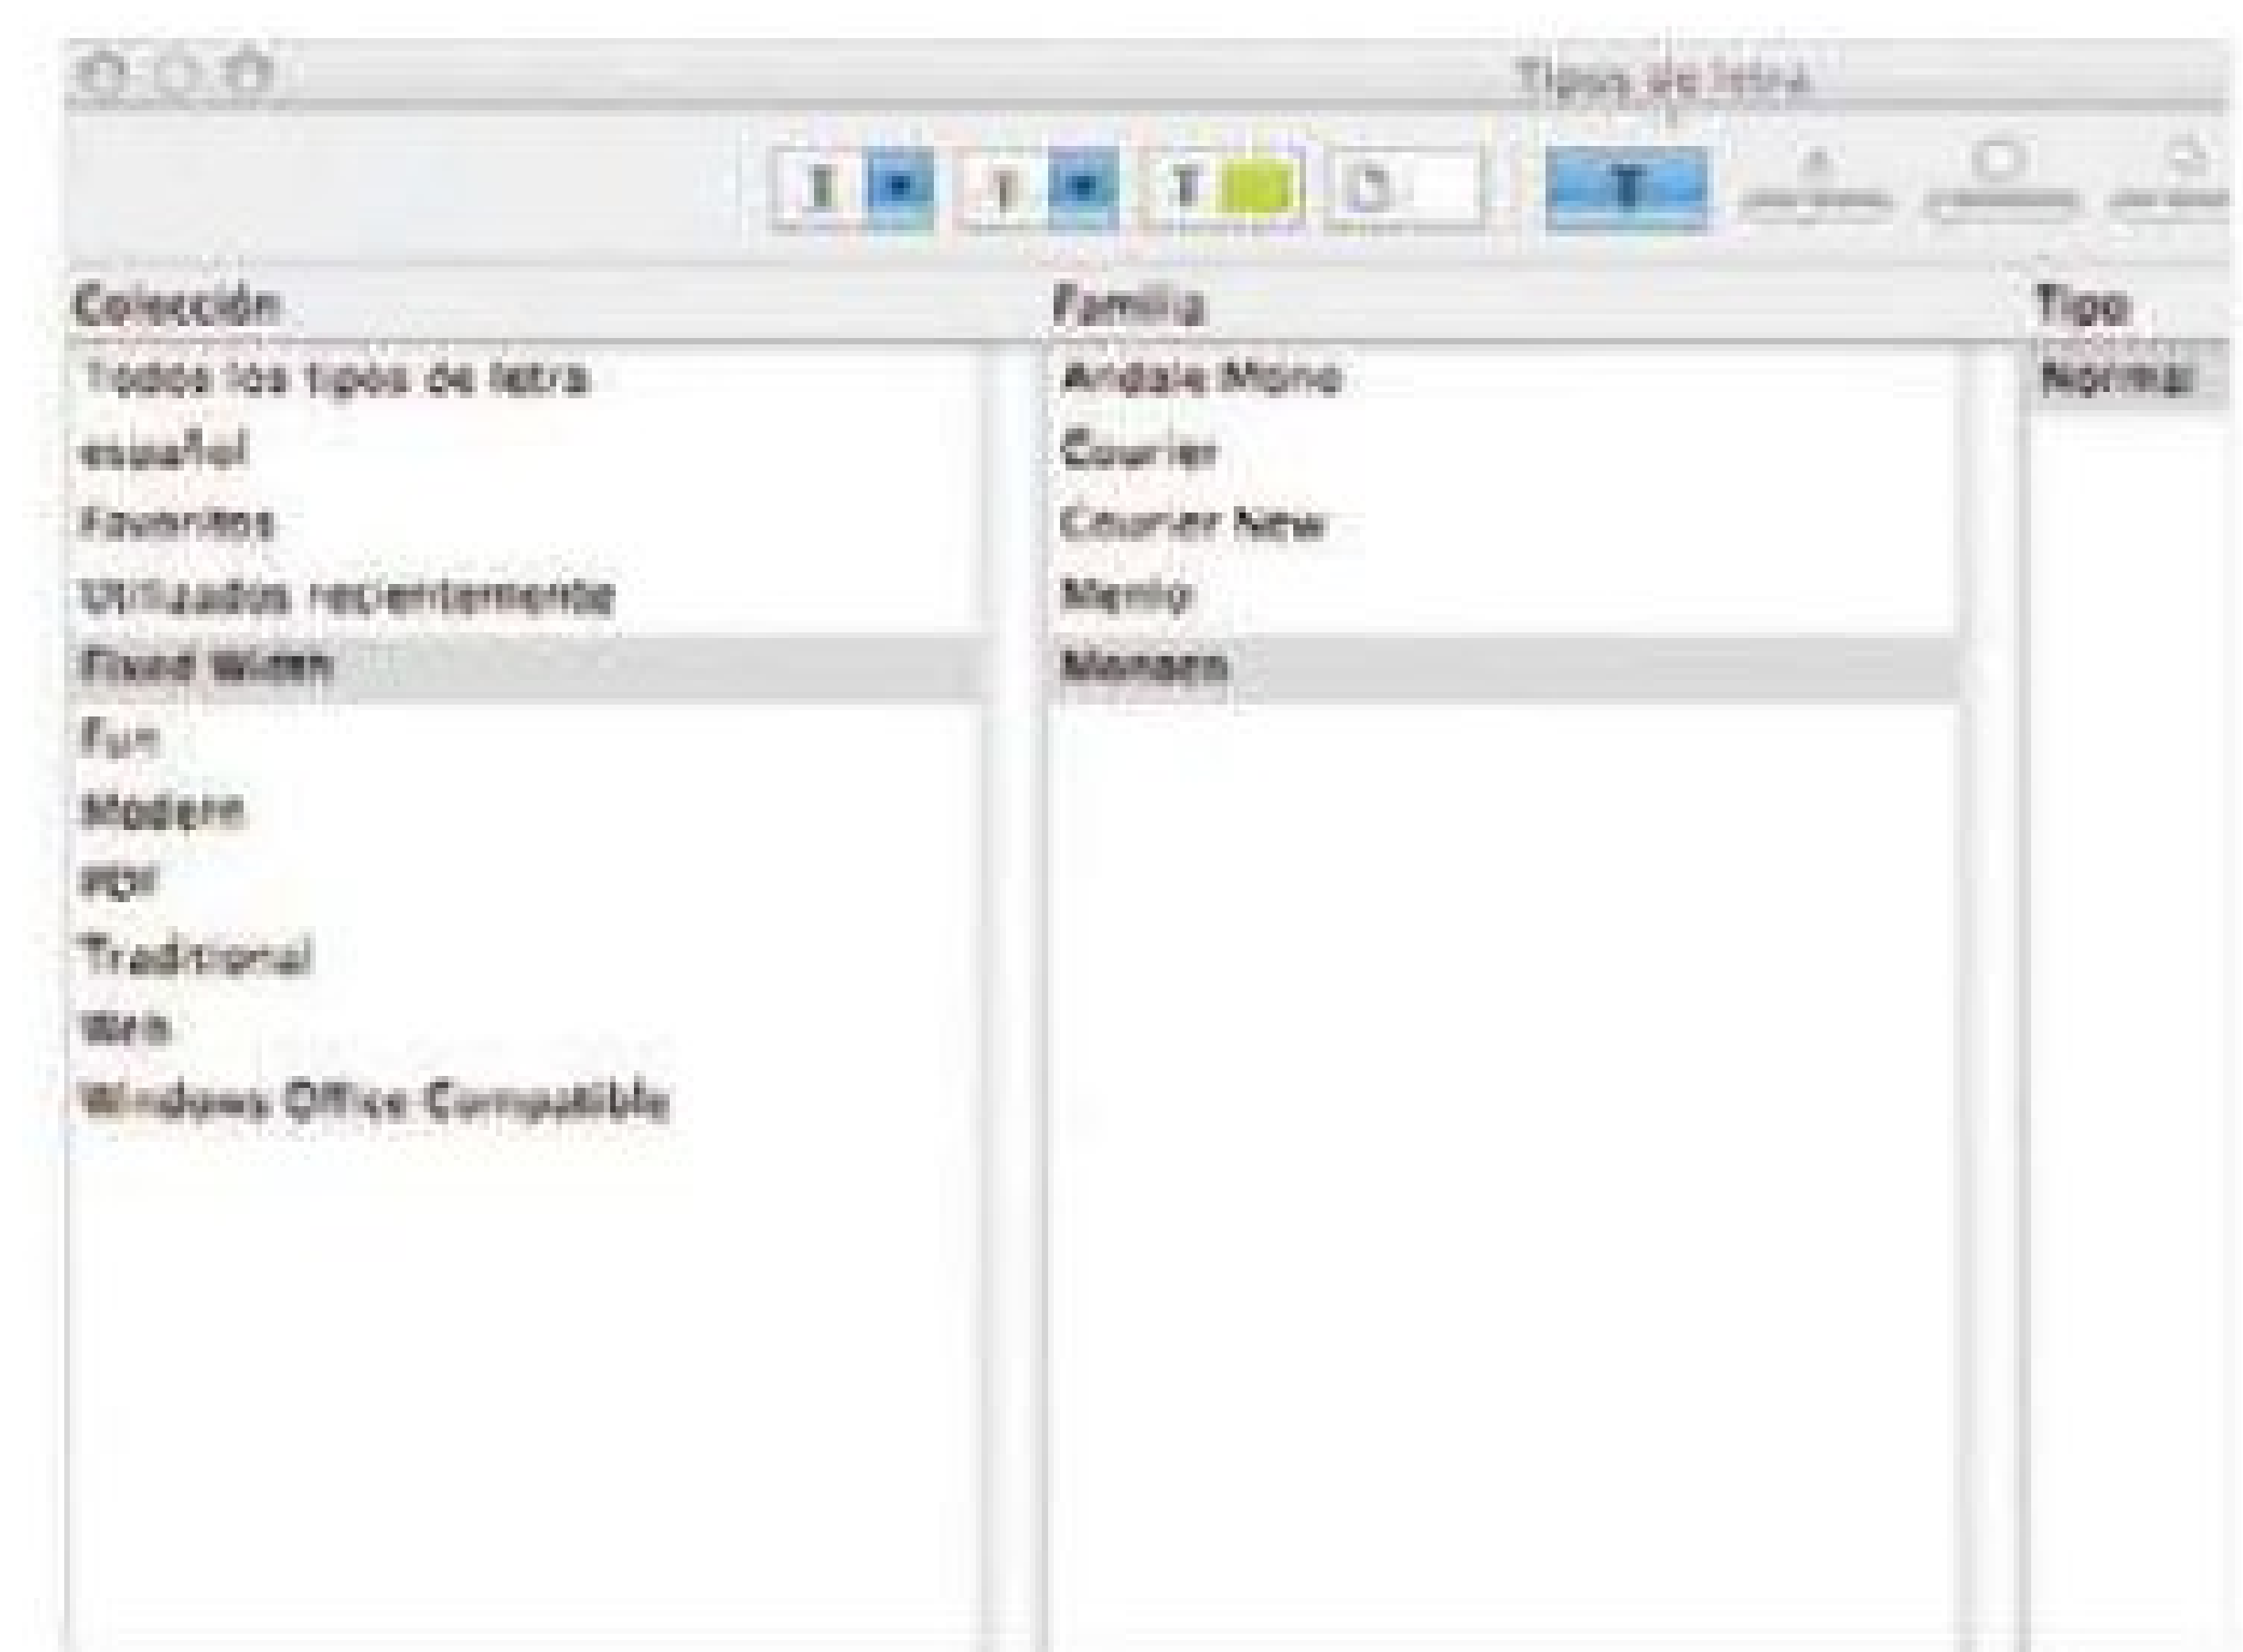 Tipos de letra
Colección
Familia
Tipo
Todos los tipos de letra
español
Favoritos
Utilizados recientemente
Fixed Width
Fun
Modern
PDF
Traditional
Web
Windows Office Compatible
Andale Mono
Courier
Courier New
Menlo
Normal